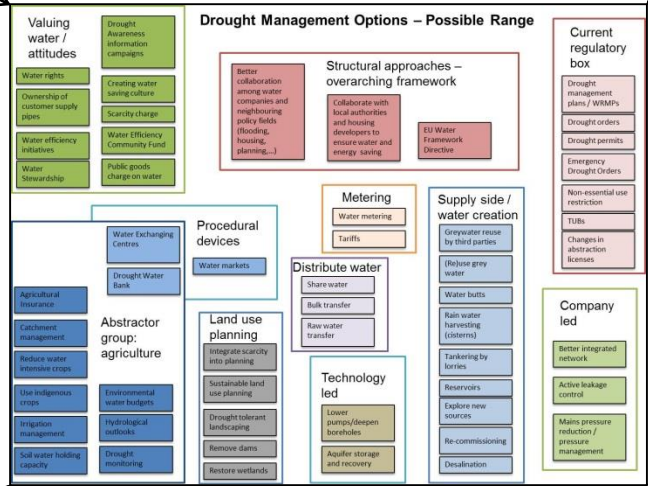 Drought Management Options – Possible Range
Valuing
water /
attitudes
Drought
Awareness
information
campaigns
Water rights
Ownership of
customer supply
pipes
Water efficiency
initiatives
Water
Stewardship
Creating water
saving culture
Scarcity charge
Water Efficiency
Community Fund
Public goods
charge on water
Structural approaches –
overarching framework
Better
collaboration
among water
companies and
neighbouring
policy fields
(flooding,
housing,
planning,...)
Collaborate with
local authorities
and housing
developers to
ensure water and
energy saving
EU Water
Framework
Directive
Current
regulatory
box
Drought
management
plans / WRMPs
Drought orders
Drought permits
Emergency
Drought Orders
Non-essential use
restriction
TUBs
Changes in
abstraction
licenses
Procedural
devices
Water Exchanging
Centres
Drought Water
Bank
Water markets
Metering
Water metering
Tariffs
Distribute water
Share water
Bulk transfer
Raw water
transfer
Supply side /
water creation
Greywater reuse
by third parties
(Re)use grey
water
Water butts
Rain water
harvesting
(cisterns)
Tankering by
lorries
Reservoirs
Explore new
sources
Re-commissioning
Desalination
Abstractor
group:
agriculture
Agricultural
Insurance
Catchment
management
Reduce water
intensive crops
Use indigenous
crops
Irrigation
management
Soil water holding
capacity
Environmental
water budgets
Hydrological
outlooks
Drought
monitoring
Land use
planning
Integrate scarcity
into planning
Sustainable land
use planning
Drought tolerant
landscaping
Remove dams
Restore wetlands
Technology
led
Lower
pumps/deepen
boreholes
Aquifer storage
and recovery
Company
led
Better integrated
network
Active leakage
control
Mains pressure
reduction /
pressure
management